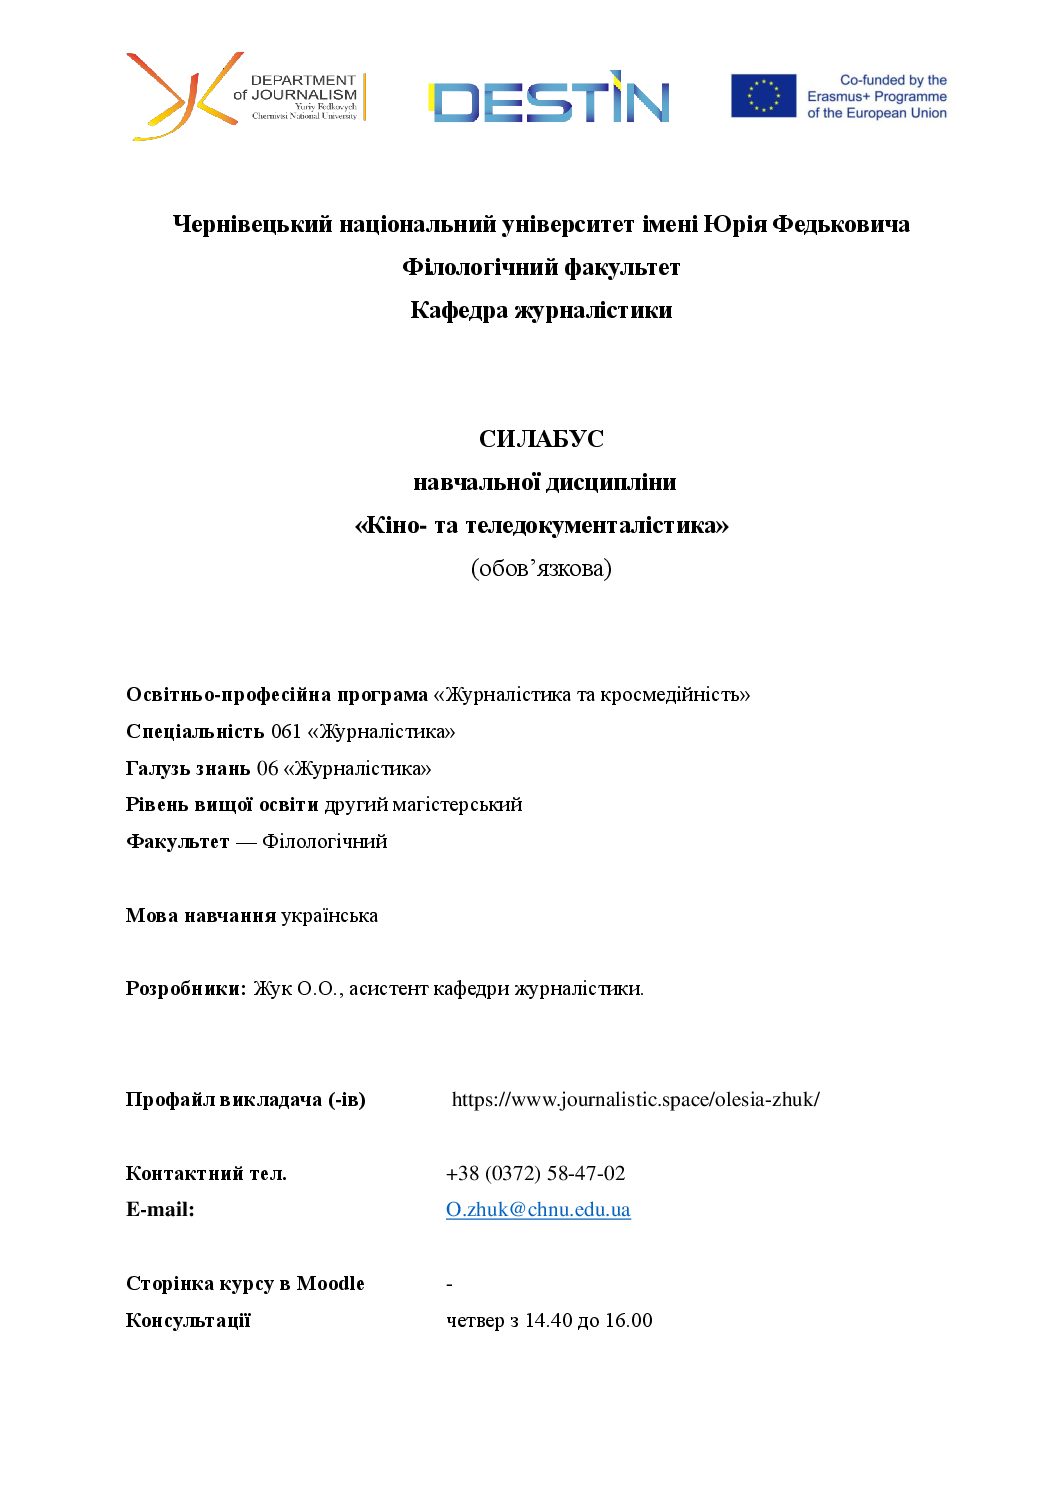 DEPARTMENT
of JOURNALISM
Yuriy Fedkovych
Chernivtsi National University
DESTIN
Co-funded by the
Erasmus+ Programme
of the European Union
Чернівецький національний університет імені Юрія Федьковича
Філологічний факультет
Кафедра журналістики
СИЛАБУС
навчальної дисципліни
«Кіно- та теледокументалістика»
(обов’язкова)
Освітньо-професійна програма «Журналістика та кросмедійність»
Спеціальність 061 «Журналістика»
Галузь знань 06 «Журналістика»
Рівень вищої освіти другий магістерський
Факультет — Філологічний
Мова навчання українська
Розробники: Жук О.О., асистент кафедри журналістики.
Профайл викладача (-ів) https://www.journalistic.space/olesia-zhuk/
Контактний тел. +38 (0372) 58-47-02
E-mail: O.zhuk@chnu.edu.ua
Сторінка курсу в Moodle -
Консультації четвер з 14.40 до 16.00